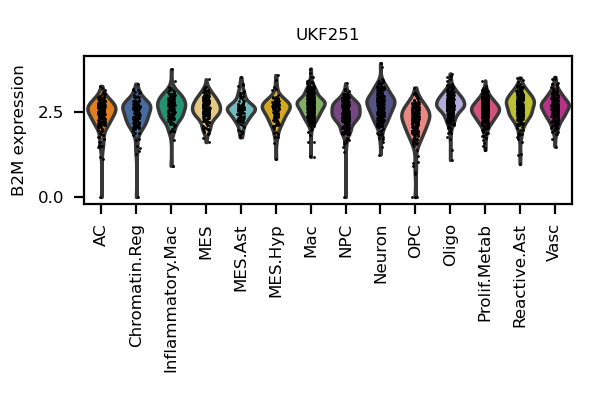 UKF251
B2M expression
2.5
0.0
AC
Chromatin.Reg
Inflammatory.Mac
MES
MES.Ast
MES.Hyp
Mac
NPC
Neuron
OPC
Oligo
Prolif.Metab
Reactive.Ast
Vasc